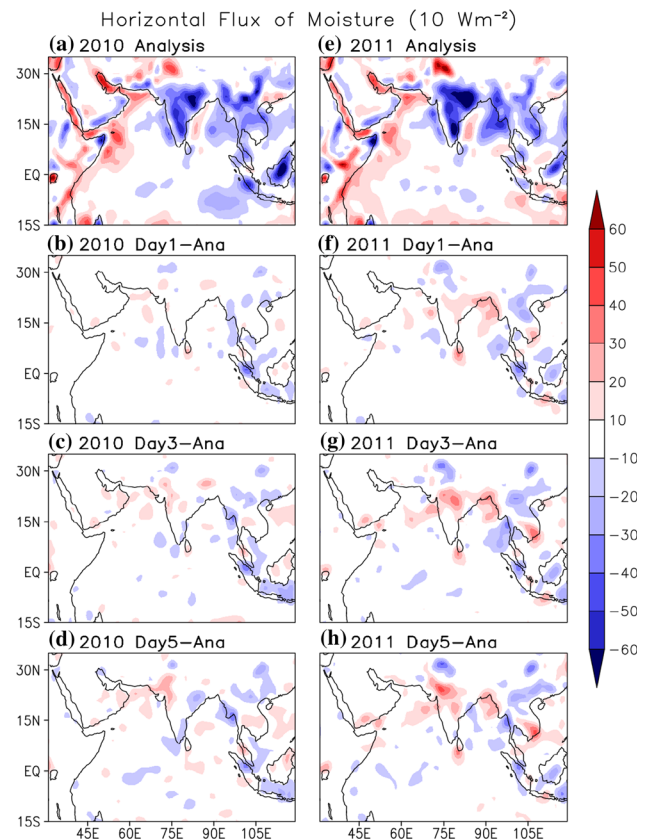 Horizontal Flux of Moisture (10 Wm⁻²)
(a) 2010 Analysis
(e) 2011 Analysis
30N
15N
EQ
15S
(b) 2010 Day1−Ana
(f) 2011 Day1−Ana
30N
15N
EQ
15S
(c) 2010 Day3−Ana
(g) 2011 Day3−Ana
30N
15N
EQ
15S
(d) 2010 Day5−Ana
(h) 2011 Day5−Ana
30N
15N
EQ
15S
45E 60E 75E 90E 105E
45E 60E 75E 90E 105E
60
50
40
30
20
10
−10
−20
−30
−40
−50
−60